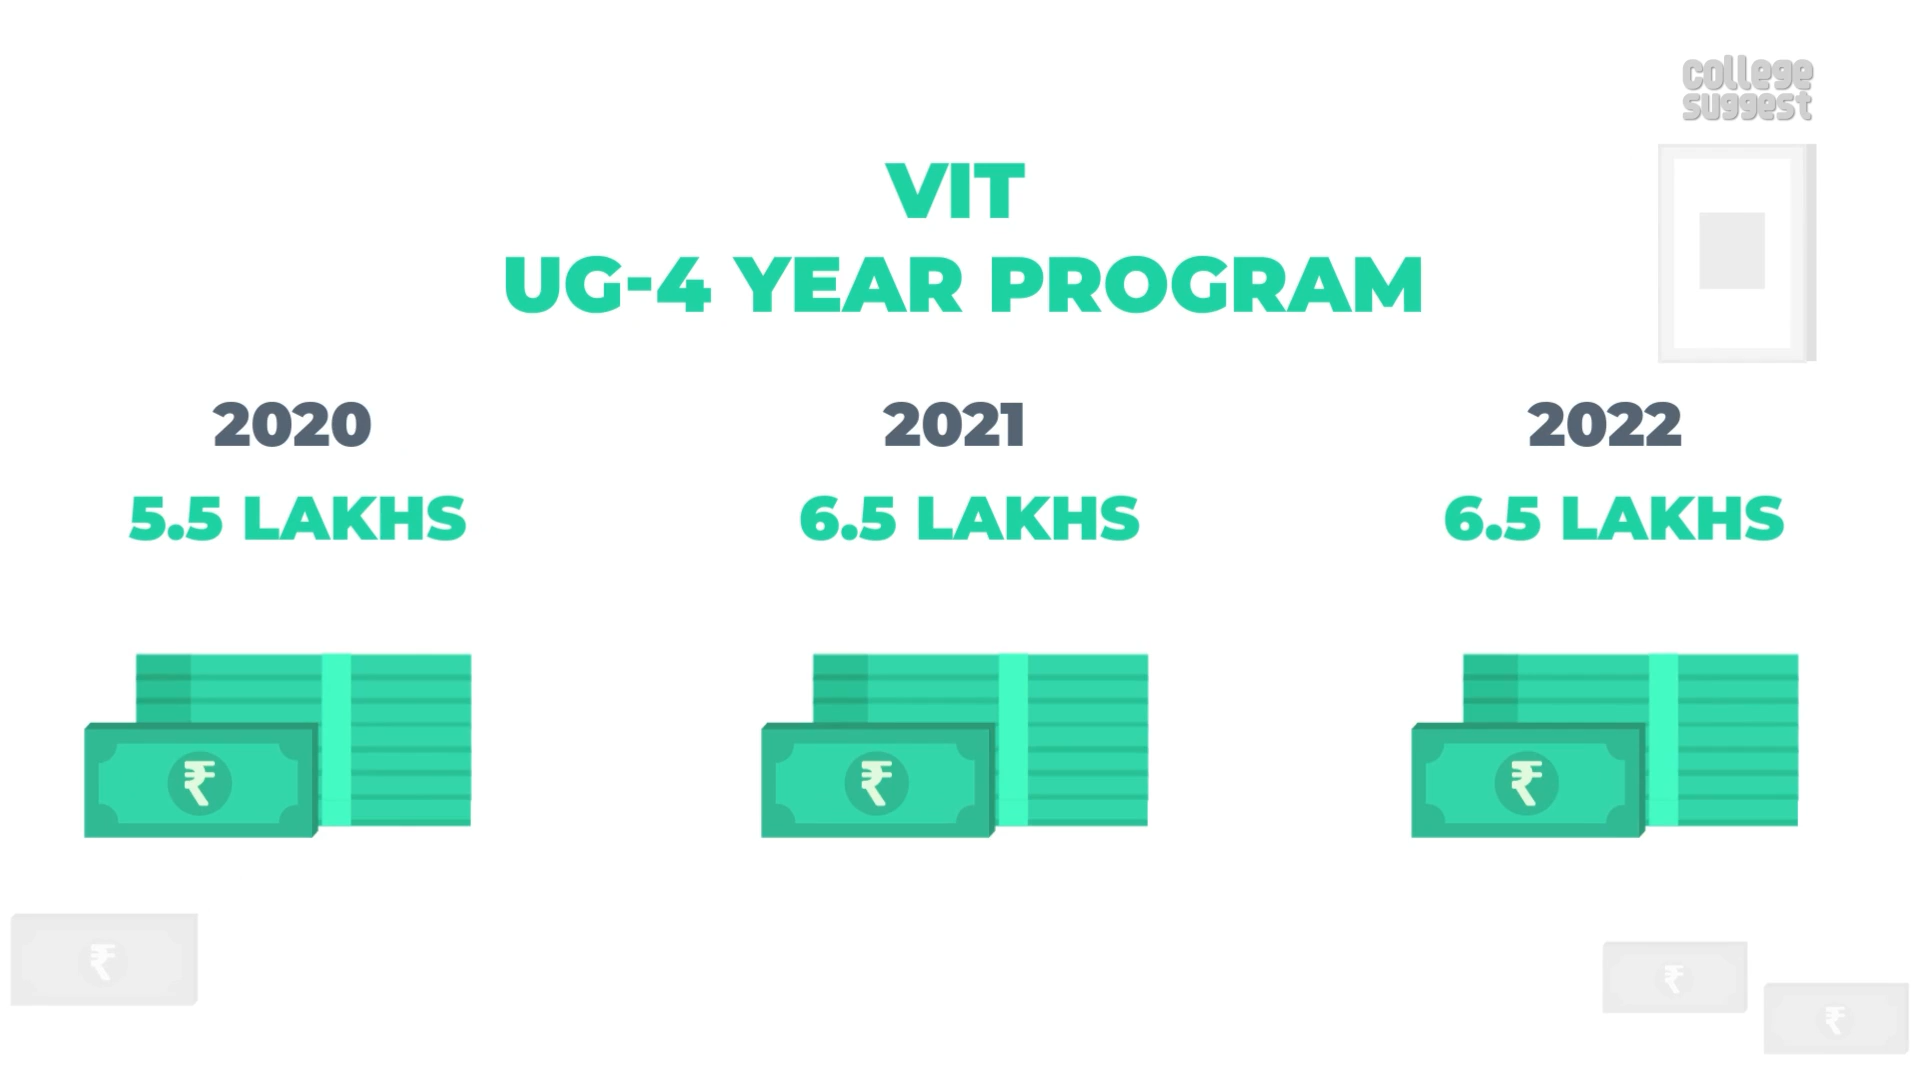 college
suggest
VIT
UG-4 YEAR PROGRAM
2020
2021
2022
5.5 LAKHS
6.5 LAKHS
6.5 LAKHS
₹
₹
₹
₹
₹
₹